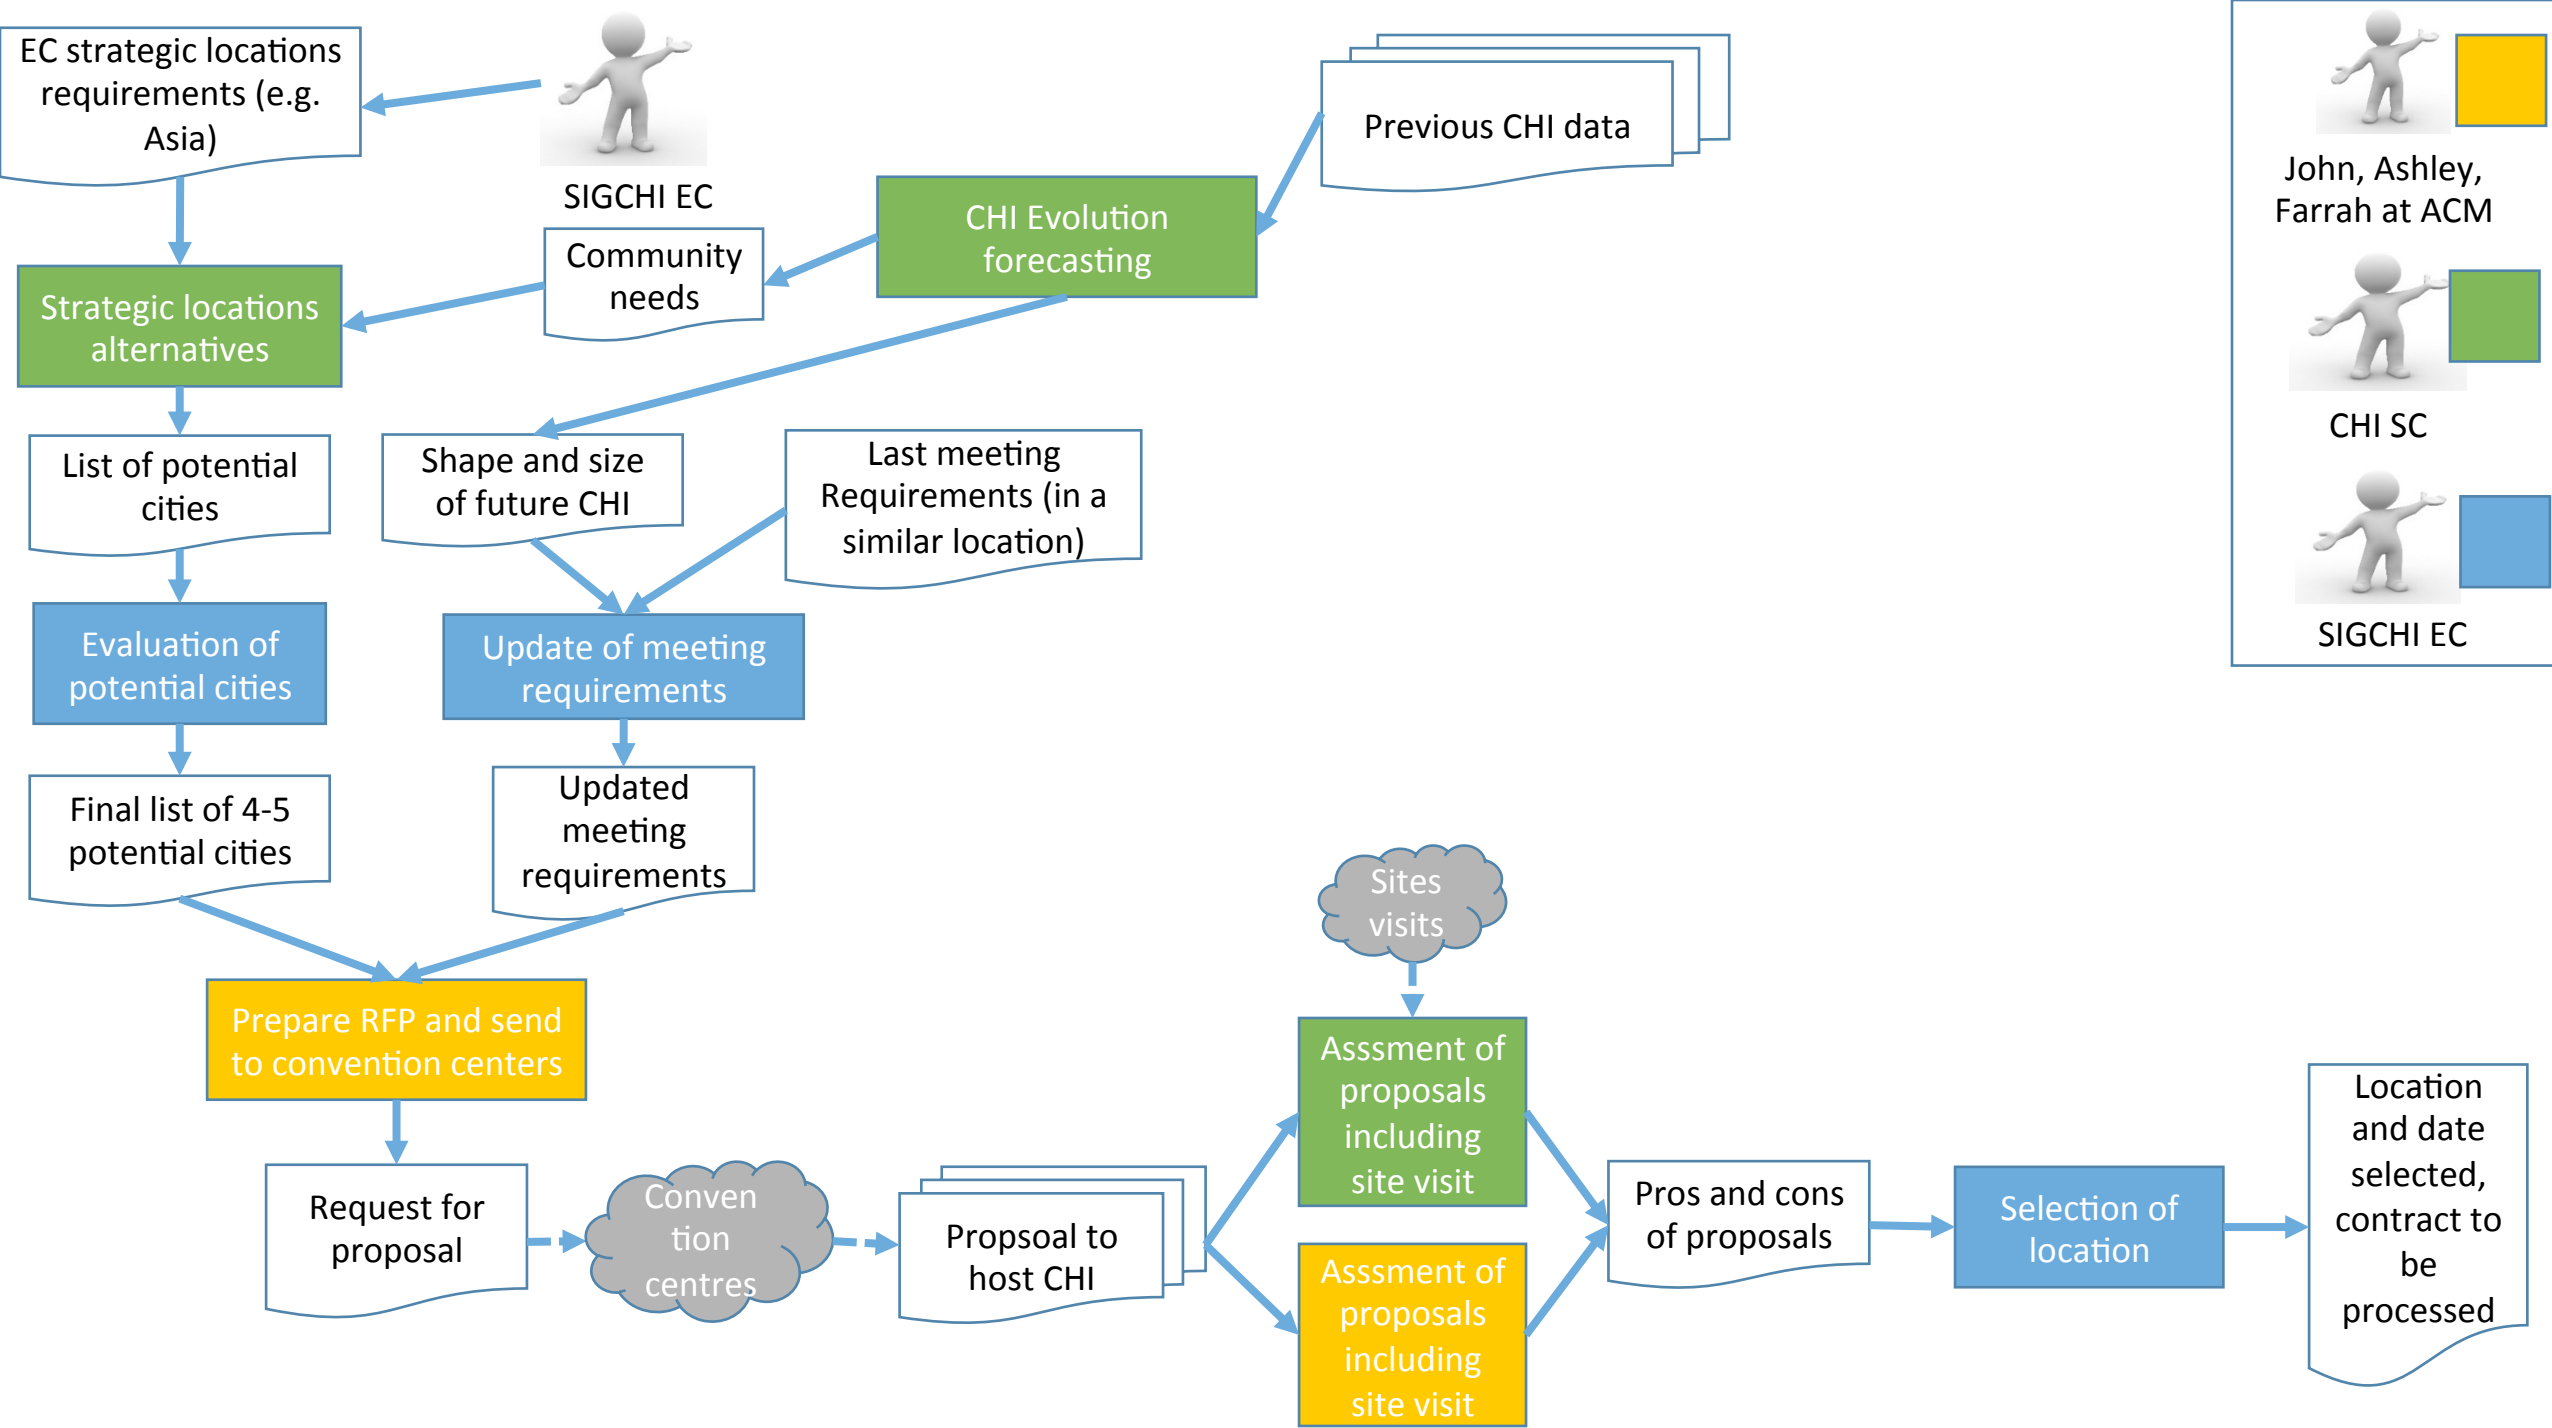 EC strategic locations
requirements (e.g.
Asia)
SIGCHI EC
Previous CHI data
CHI Evolution
forecasting
Community
needs
Strategic locations
alternatives
List of potential
cities
Shape and size
of future CHI
Last meeting
Requirements (in a
similar location)
Evaluation of
potential cities
Update of meeting
requirements
Final list of 4-5
potential cities
Updated
meeting
requirements
Prepare RFP and send
to convention centers
Request for
proposal
Conven
tion
centres
Propsoal to
host CHI
Sites
visits
Asssment of
proposals
including
site visit
Asssment of
proposals
including
site visit
Pros and cons
of proposals
Selection of
location
Location
and date
selected,
contract to
be
processed
John, Ashley,
Farrah at ACM
CHI SC
SIGCHI EC